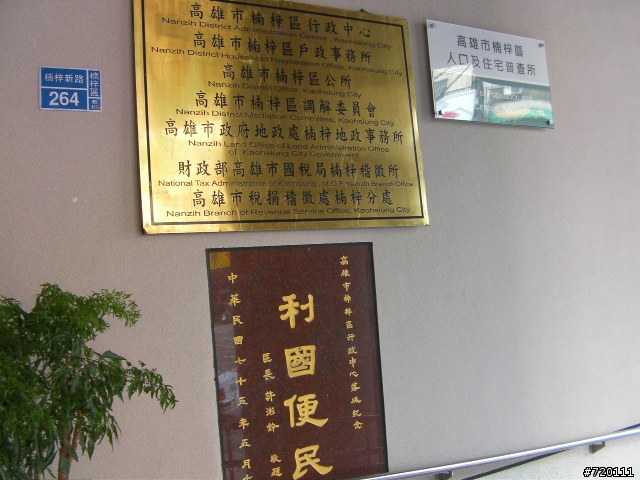 高雄市楠梓區行政中心
Nanzih District Administration Center, Kaohsiung City
高雄市楠梓區戶政事務所
Nanzih District Household Registration Office, Kaohsiung City
高雄市楠梓區公所
Nanzih District Office, Kaohsiung City
高雄市楠梓區調解委員會
Nanzih District Mediation Committee, Kaohsiung City
高雄市政府地政處楠梓地政事務所
Nanzih Land Office of Land Administration Office
of Kaohsiung City Government
財政部高雄市國稅局楠梓稽徵所
National Tax Administration of Kaohsiung, M.O.F. Nanzih Branch Office
高雄市稅捐稽徵處楠梓分處
Nanzih Branch of Revenue Service Office, Kaohsiung City
高雄市楠梓區
人口及住宅普查所
楠梓新路
264
楠梓區
高雄市楠梓區行政中心落成紀念
利國便民
區長許
敬題
中華民國七十五年五月
#720111